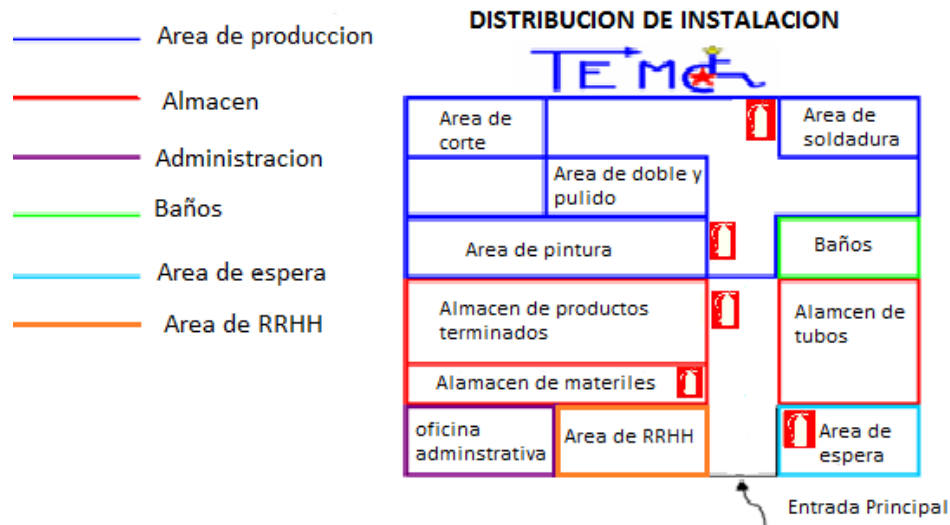 DISTRIBUCION DE INSTALACION
TE'MC
Area de produccion
Almacen
Administracion
Baños
Area de espera
Area de RRHH
Area de
corte
Area de
soldadura
Area de doble y
pulido
Area de pintura
Baños
Almacen de productos
terminados
Alamcen de
tubos
Alamacen de materiles
oficina
adminstrativa
Area de RRHH
Area de
espera
Entrada Principal